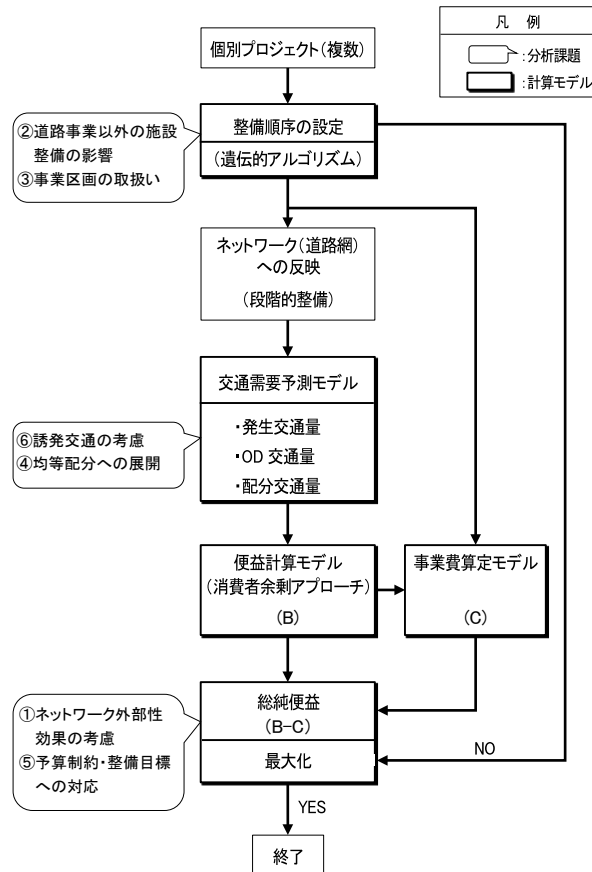 凡 例
:分析課題
:計算モデル
個別プロジェクト(複数)
整備順序の設定
(遺伝的アルゴリズム)
②道路事業以外の施設
整備の影響
③事業区画の取扱い
ネットワーク(道路網)
への反映
(段階的整備)
交通需要予測モデル
・発生交通量
・OD 交通量
・配分交通量
⑥誘発交通の考慮
④均等配分への展開
便益計算モデル
(消費者余剰アプローチ)
(B)
事業費算定モデル
(C)
①ネットワーク外部性
効果の考慮
⑤予算制約・整備目標
への対応
総純便益
(B-C)
最大化
NO
YES
終了